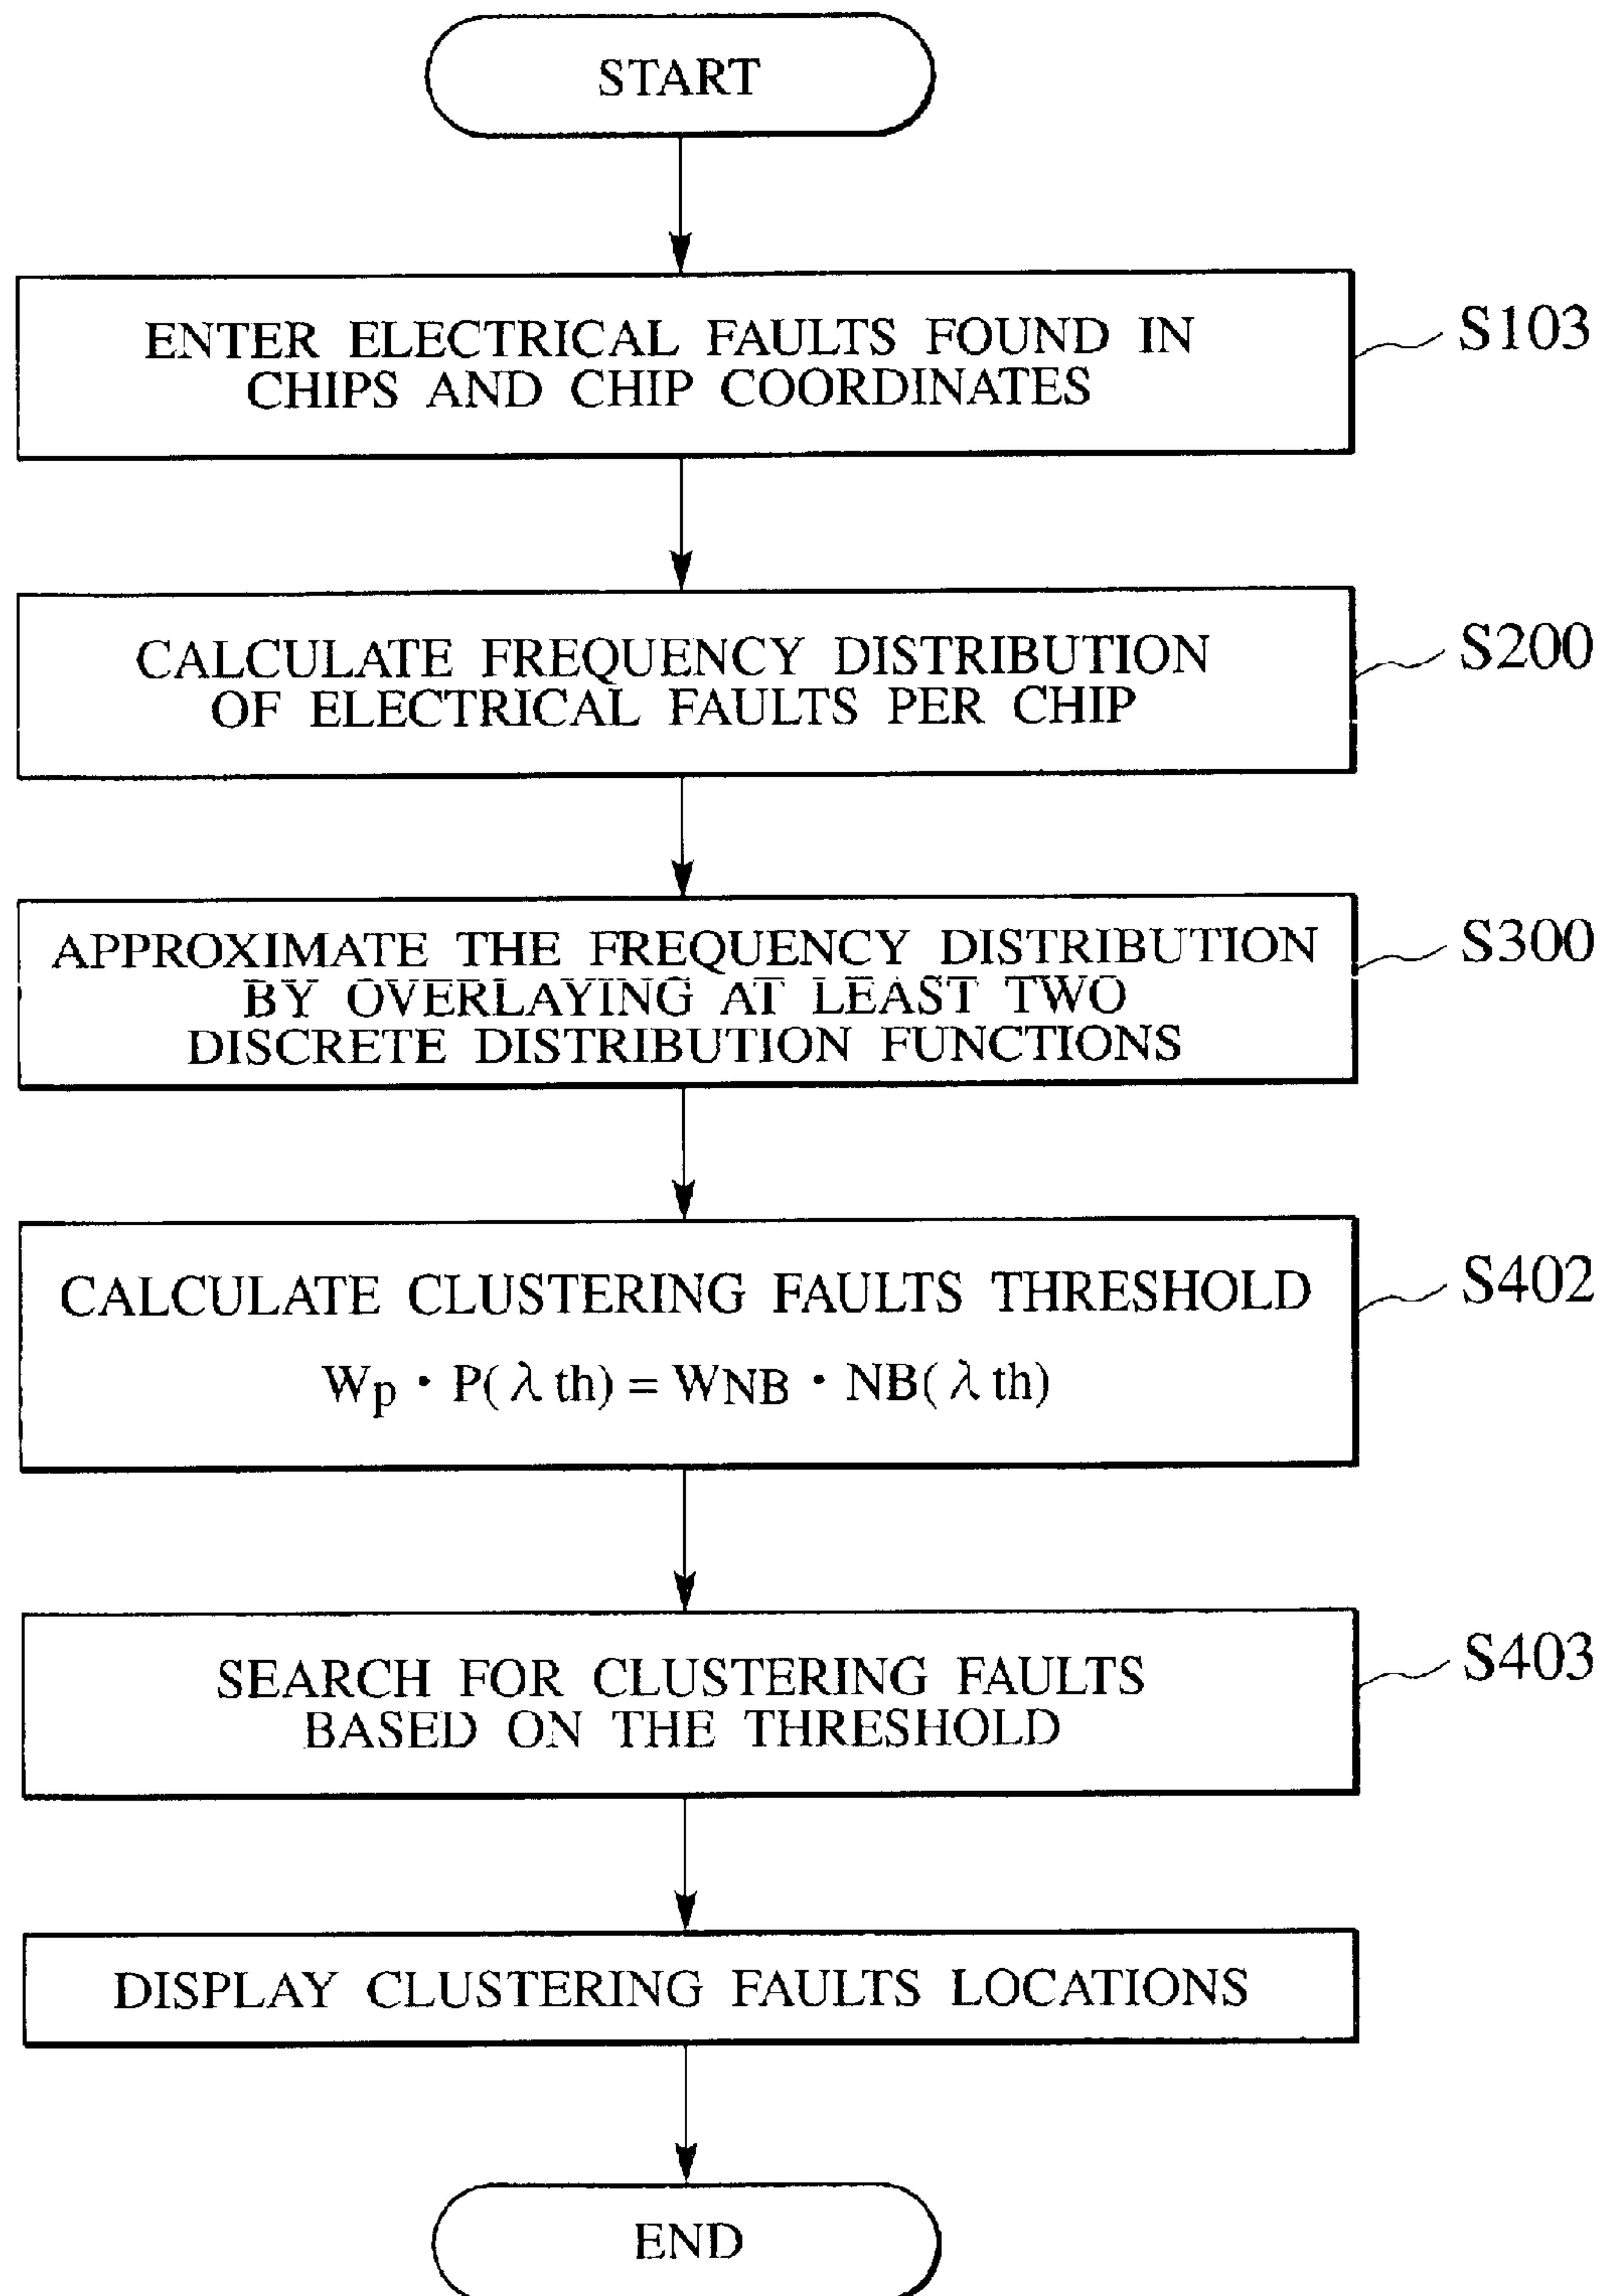 START
ENTER ELECTRICAL FAULTS FOUND IN
CHIPS AND CHIP COORDINATES
S103
CALCULATE FREQUENCY DISTRIBUTION
OF ELECTRICAL FAULTS PER CHIP
S200
APPROXIMATE THE FREQUENCY DISTRIBUTION
BY OVERLAYING AT LEAST TWO
DISCRETE DISTRIBUTION FUNCTIONS
S300
CALCULATE CLUSTERING FAULTS THRESHOLD
Wp · P(λth) = WNB · NB(λth)
S402
SEARCH FOR CLUSTERING FAULTS
BASED ON THE THRESHOLD
S403
DISPLAY CLUSTERING FAULTS LOCATIONS
END